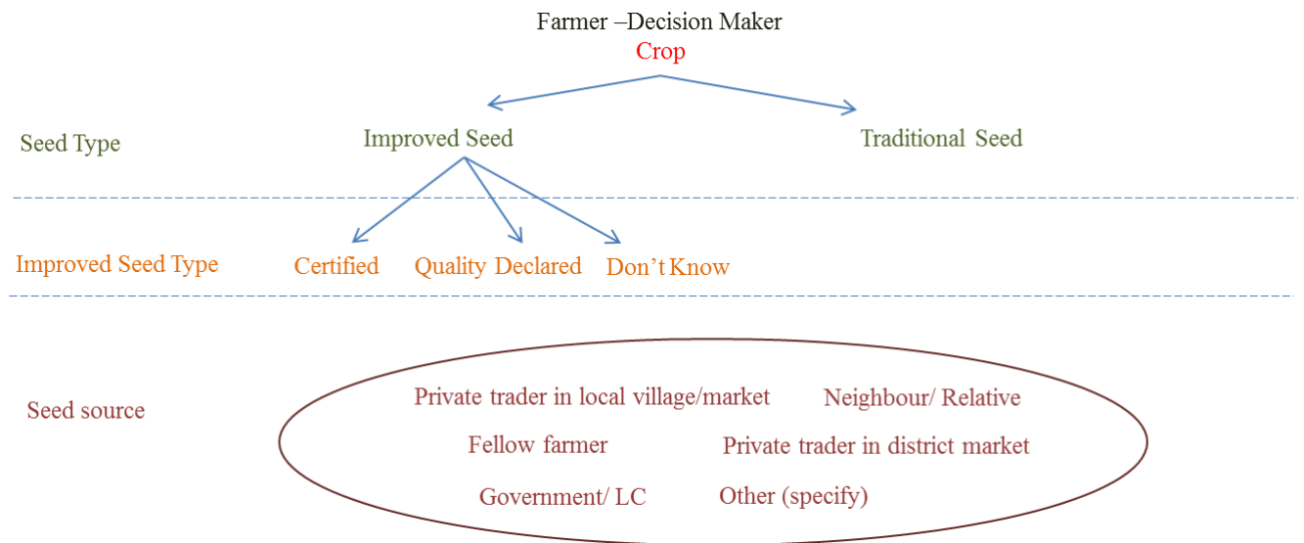 Farmer –Decision Maker
Crop
Seed Type
Improved Seed
Traditional Seed
Improved Seed Type
Certified
Quality Declared
Don't Know
Seed source
Private trader in local village/market
Neighbour/ Relative
Fellow farmer
Private trader in district market
Government/ LC
Other (specify)